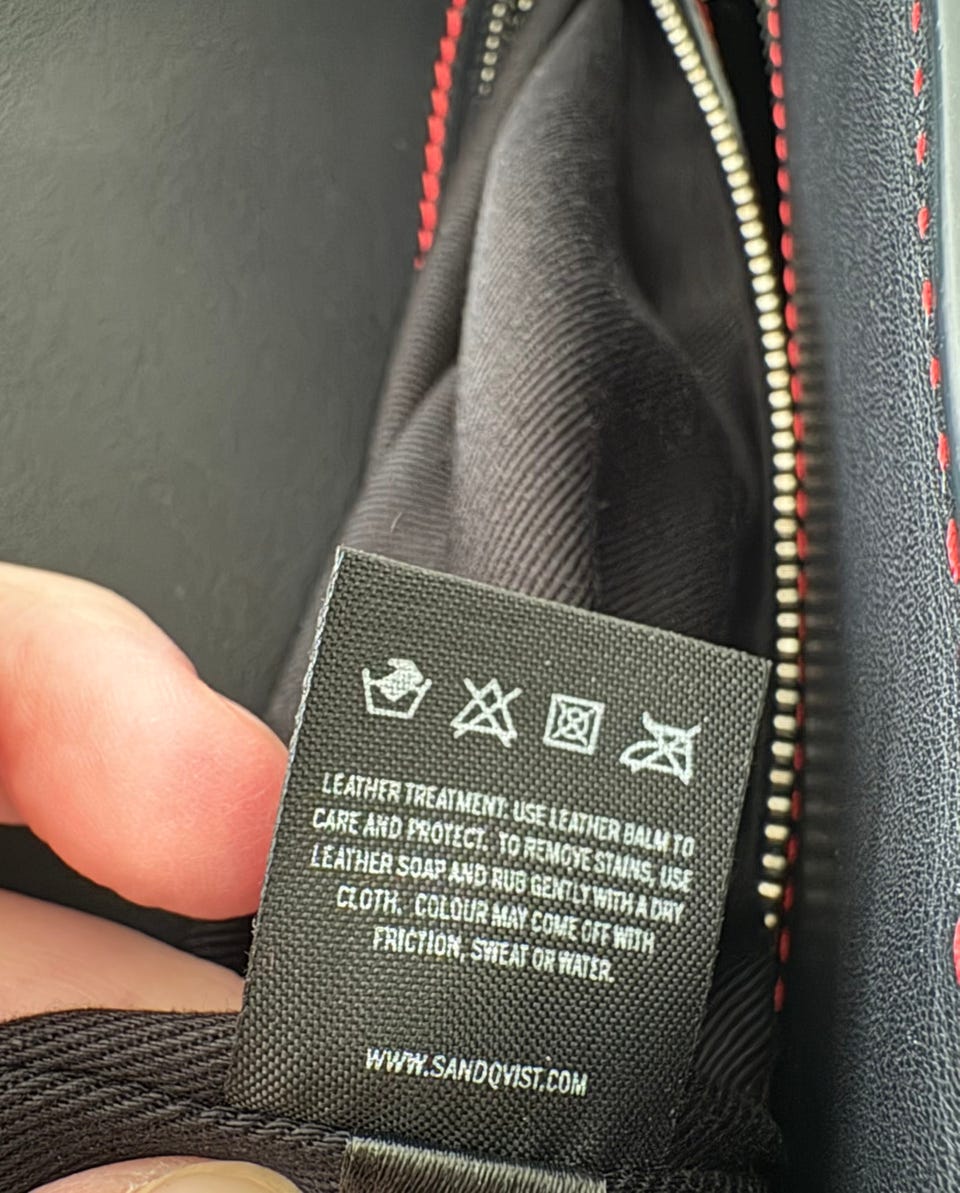 LEATHER TREATMENT: USE LEATHER BALM TO
CARE AND PROTECT. TO REMOVE STAINS, USE
LEATHER SOAP AND RUB GENTLY WITH A DRY
CLOTH. COLOUR MAY COME OFF WITH
FRICTION, SWEAT OR WATER.
WWW.SANDQVIST.COM